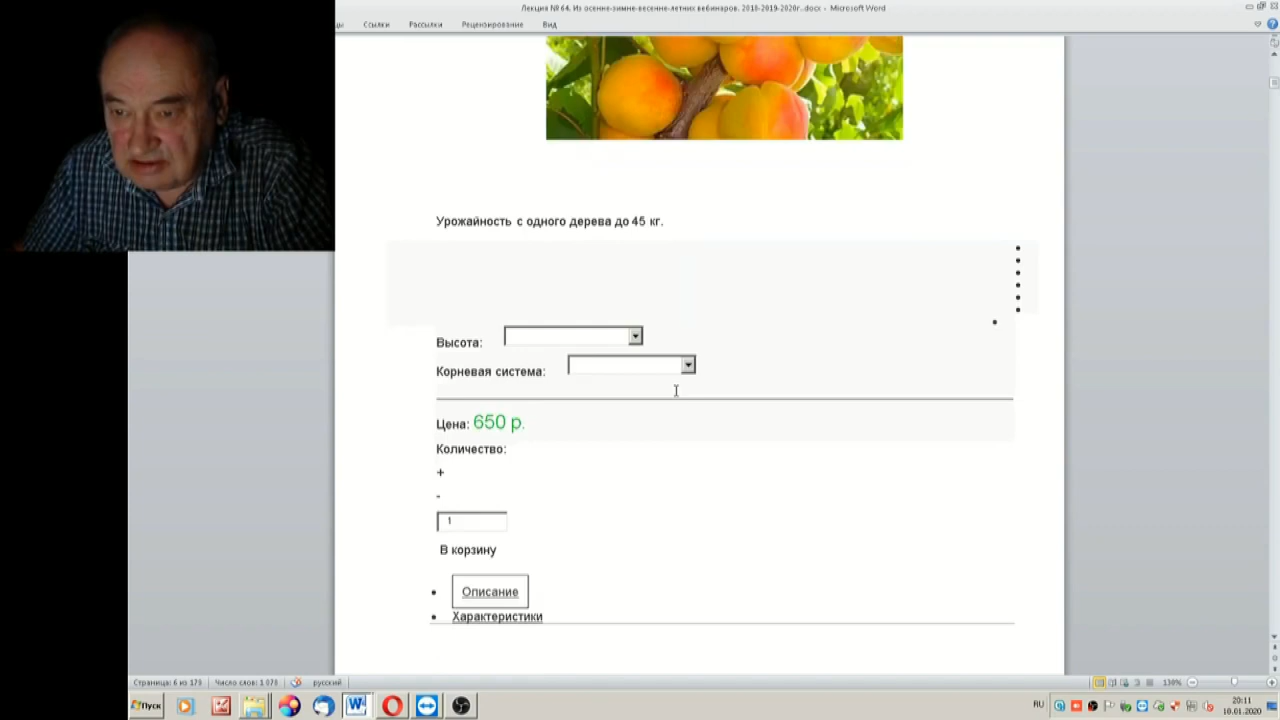 Лекция № 64. Из осенне-зимне-весенне-летних вебинаров. 2018-2019-2020г..docx - Microsoft Word
Ссылки Рассылки Рецензирование Вид
Урожайность с одного дерева до 45 кг.
Высота:
Корневая система:
Цена: 650 р.
Количество:
+
-
1
В корзину
Описание
Характеристики
Страница: 6 из 173 Число слов: 1 073 русский 138%
Пуск RU 20:11
10.01.2020